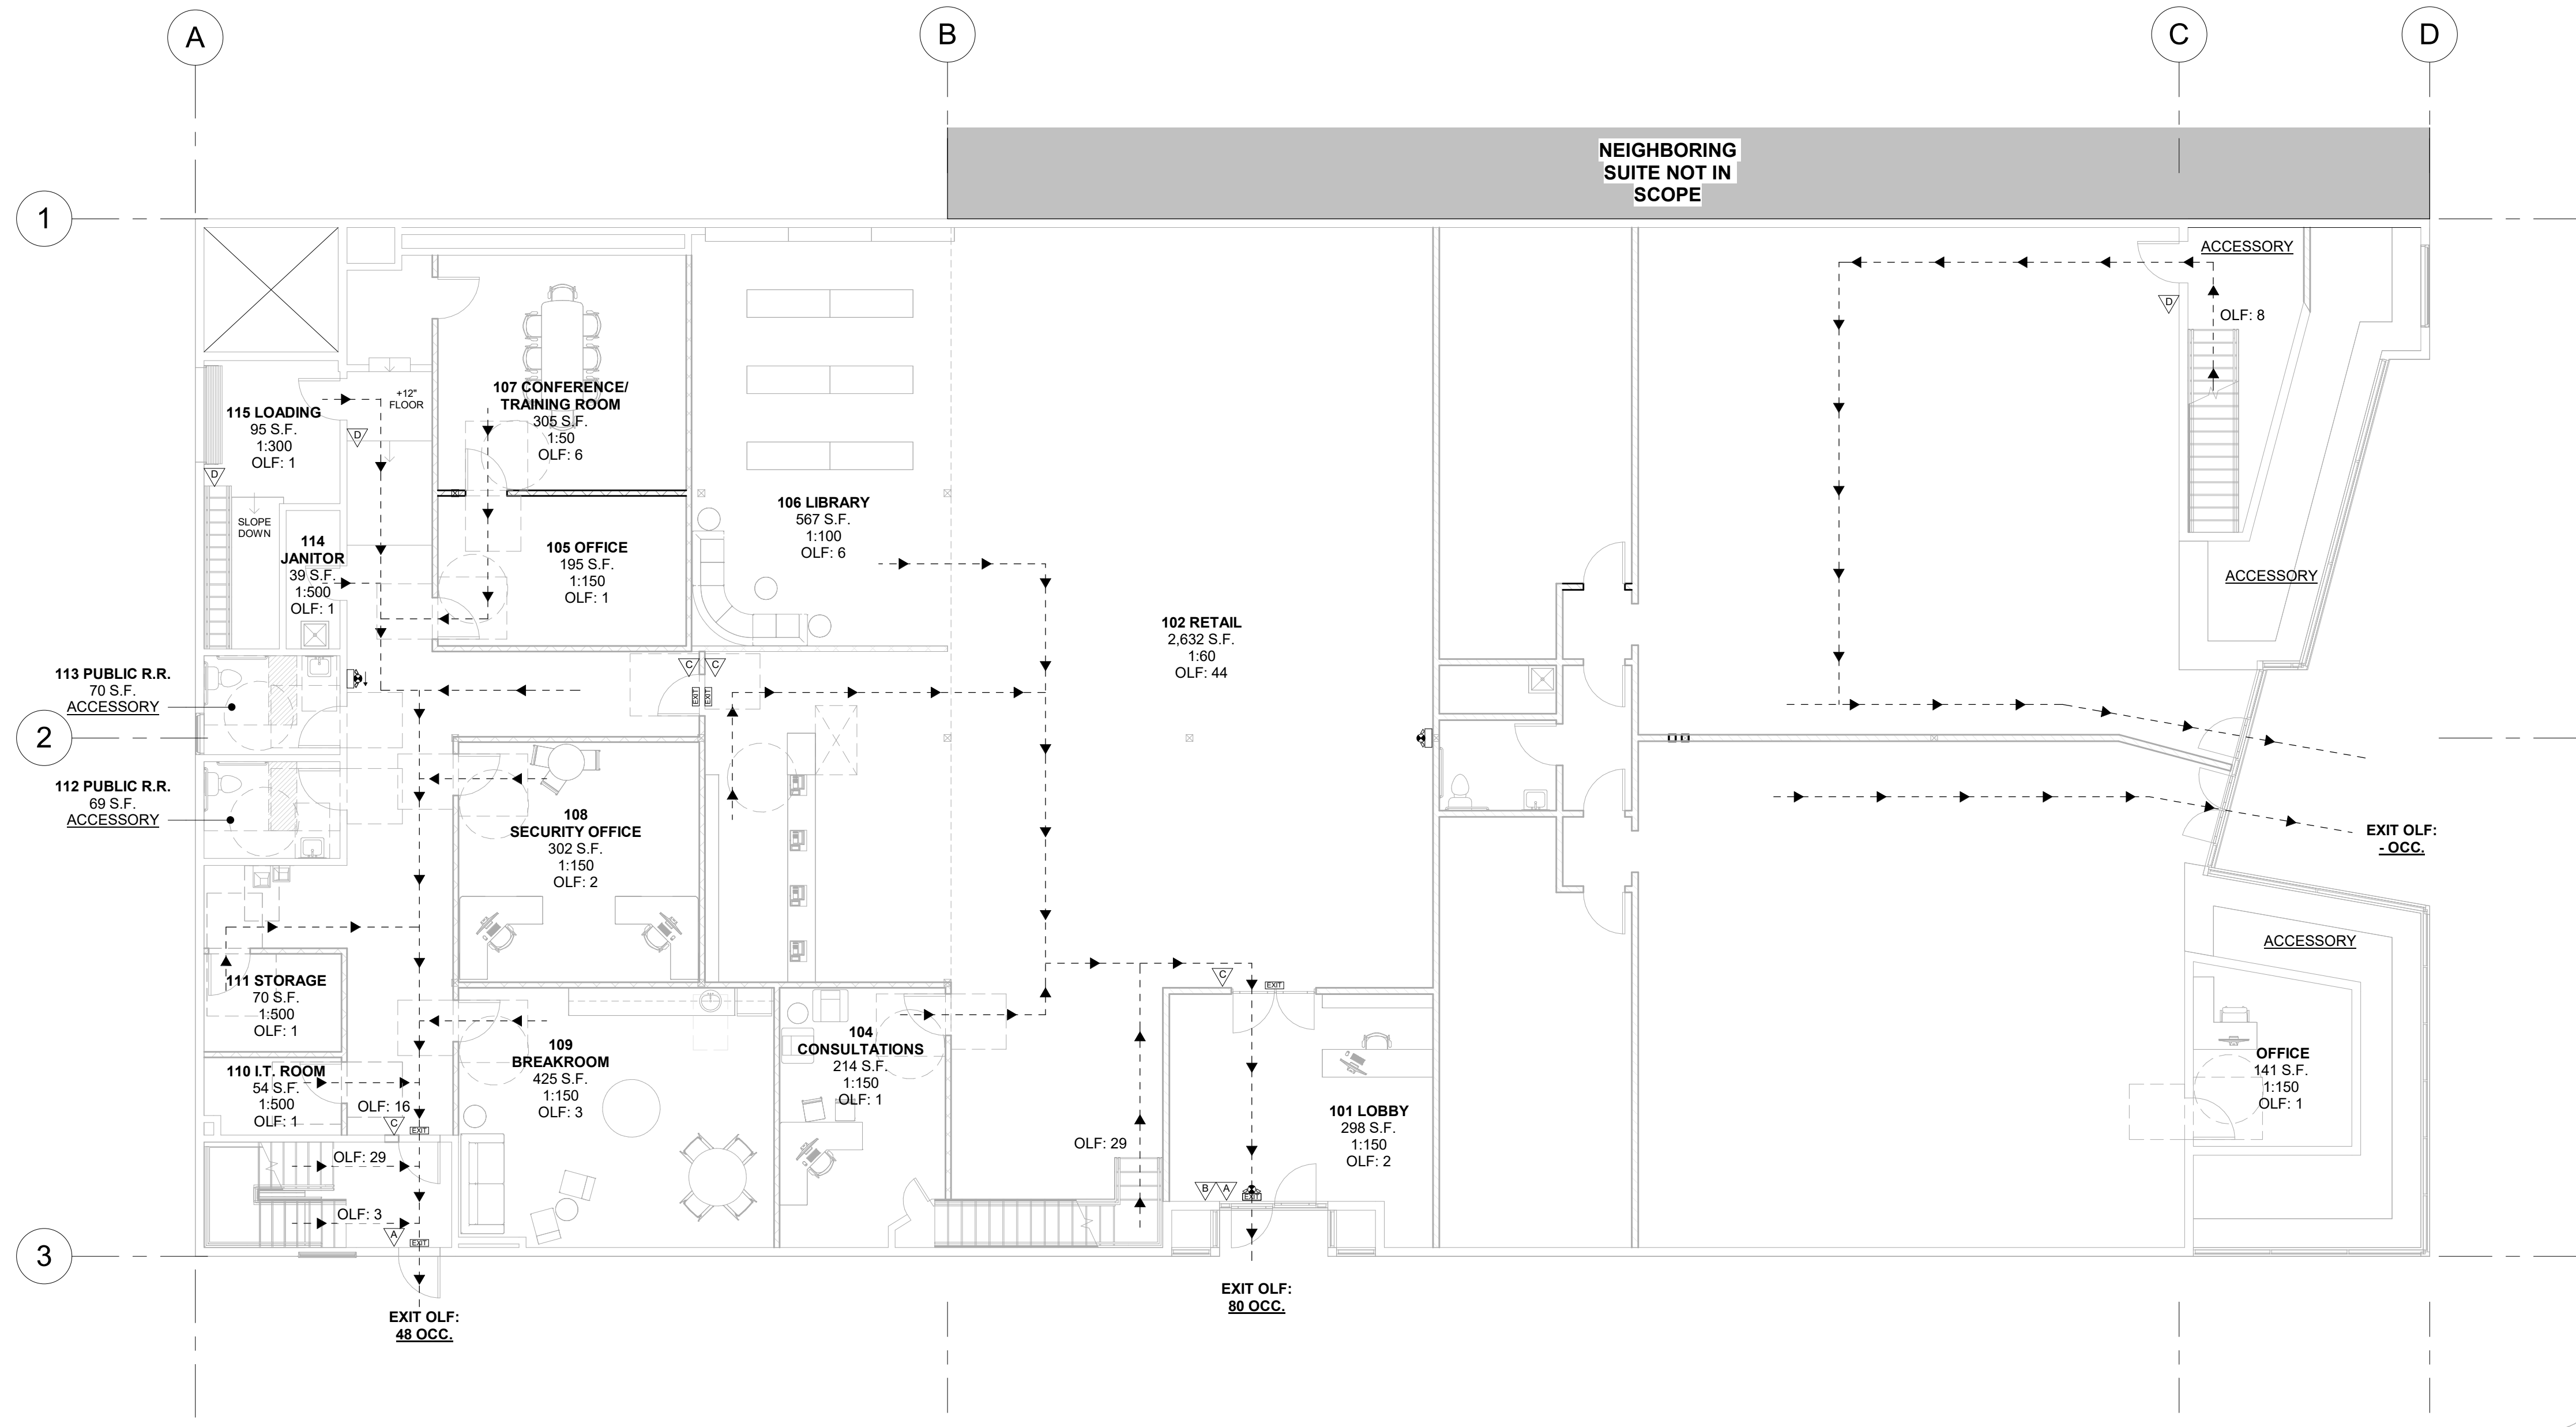 A
B
C
D
NEIGHBORING
SUITE NOT IN
SCOPE
1
ACCESSORY
D
OLF: 8
107 CONFERENCE/
TRAINING ROOM
305 S.F.
1:50
OLF: 6
+12"
FLOOR
115 LOADING
95 S.F.
1:300
OLF: 1
D
D
106 LIBRARY
567 S.F.
1:100
OLF: 6
SLOPE
DOWN
114
JANITOR
39 S.F.
1:500
OLF: 1
105 OFFICE
195 S.F.
1:150
OLF: 1
ACCESSORY
102 RETAIL
2,632 S.F.
1:60
OLF: 44
113 PUBLIC R.R.
70 S.F.
ACCESSORY
C
C
EXIT
EXIT
2
112 PUBLIC R.R.
69 S.F.
ACCESSORY
108
SECURITY OFFICE
302 S.F.
1:150
OLF: 2
EXIT OLF:
- OCC.
ACCESSORY
111 STORAGE
70 S.F.
1:500
OLF: 1
C
EXIT
109
BREAKROOM
425 S.F.
1:150
OLF: 3
104
CONSULTATIONS
214 S.F.
1:150
OLF: 1
OFFICE
141 S.F.
1:150
OLF: 1
110 I.T. ROOM
54 S.F.
1:500
OLF: 1
OLF: 16
C
EXIT
101 LOBBY
298 S.F.
1:150
OLF: 2
OLF: 29
OLF: 29
B
A
EXIT
OLF: 3
A
EXIT
3
EXIT OLF:
80 OCC.
EXIT OLF:
48 OCC.